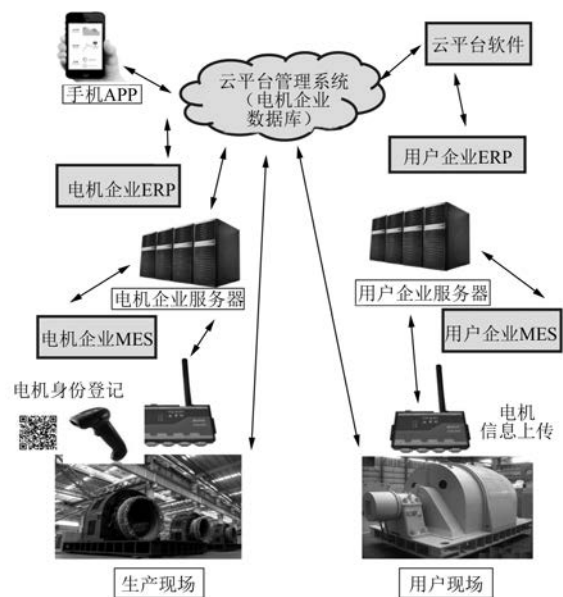 云平台管理系统
（电机企业
数据库）
云平台软件
手机APP
电机企业ERP
用户企业ERP
电机企业服务器
用户企业服务器
电机企业MES
用户企业MES
电机身份登记
电机
信息上传
生产现场
用户现场